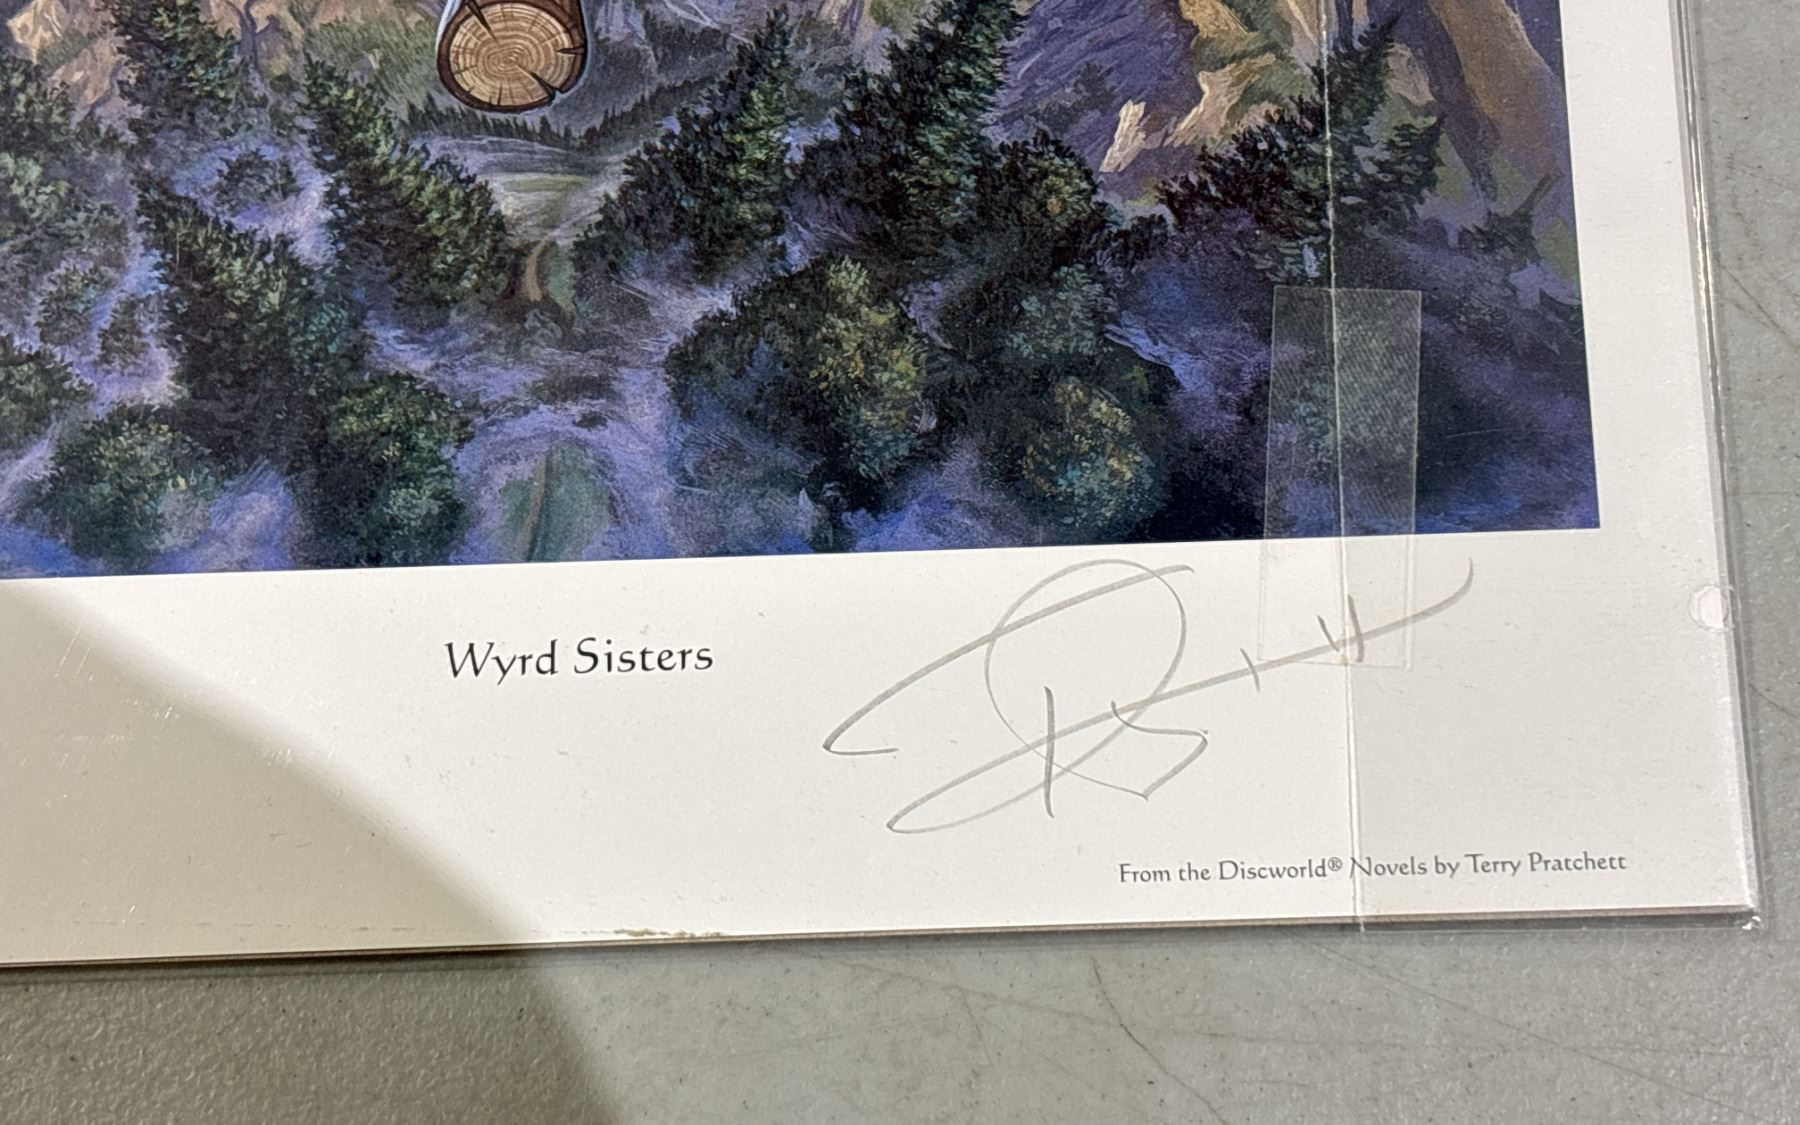 Wyrd Sisters
From the Discworld® Novels by Terry Pratchett